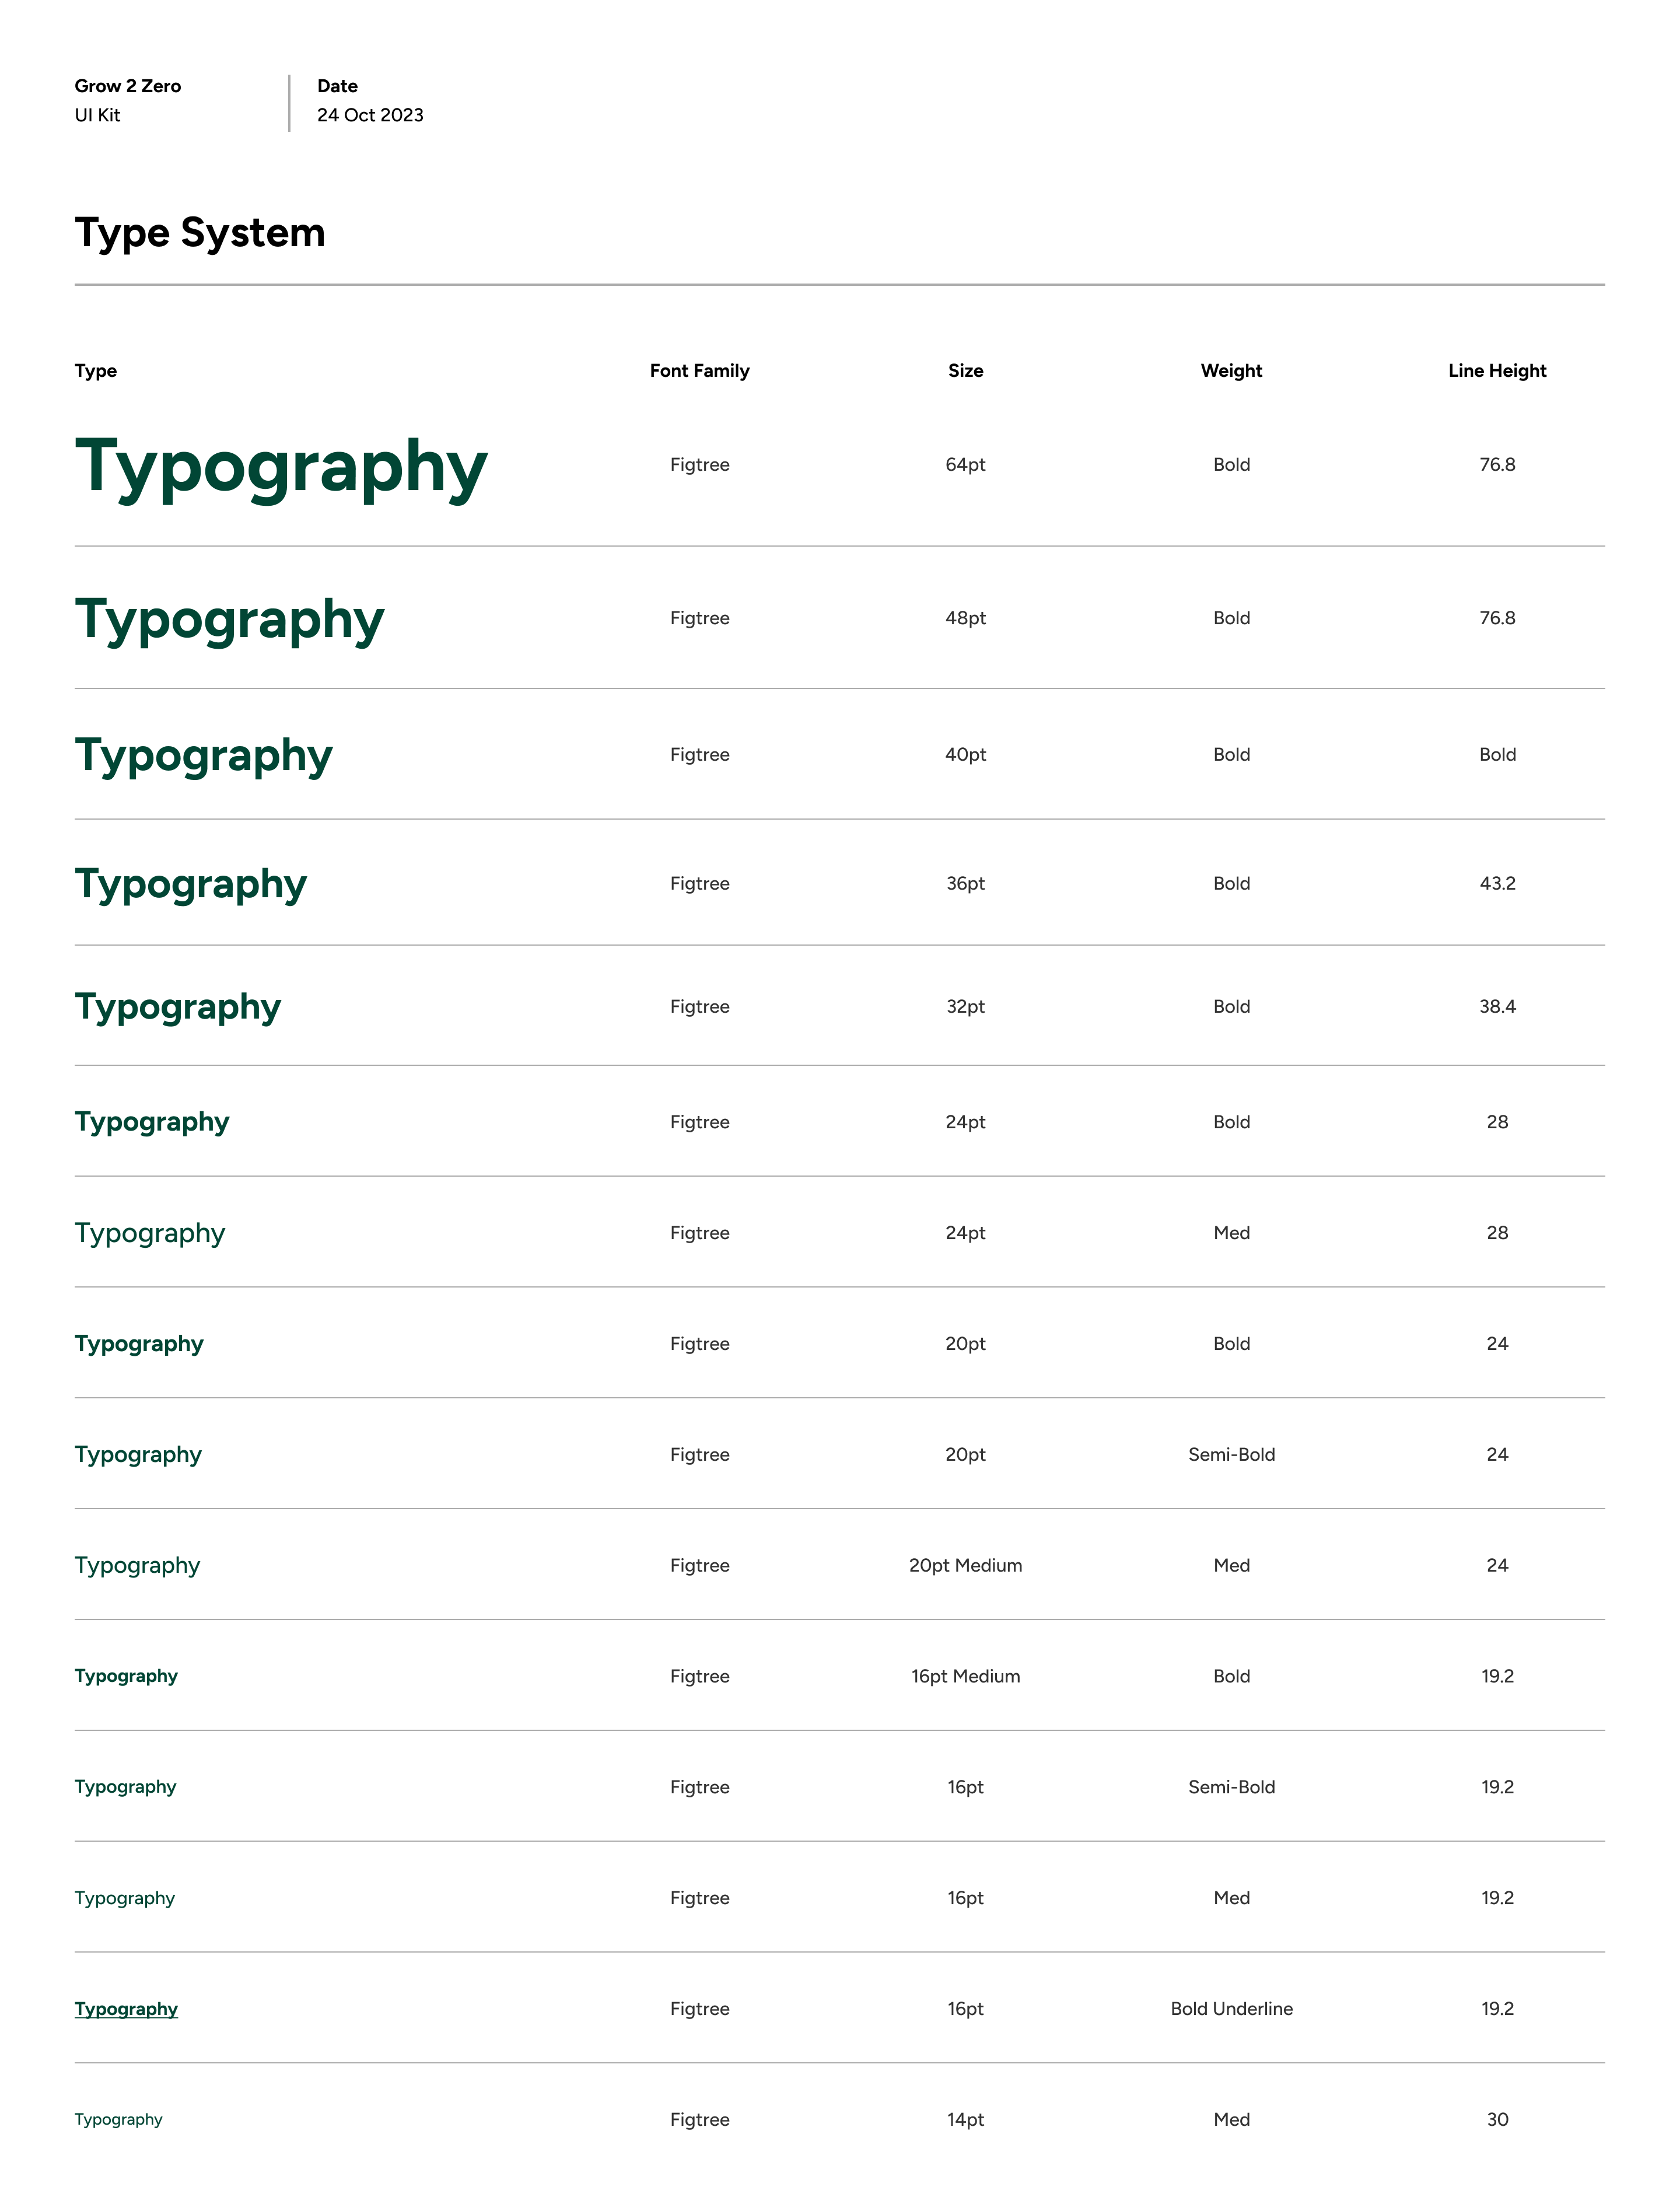 Grow 2 Zero
UI Kit
Date
24 Oct 2023
Type System
Type Font Family Size Weight Line Height
Typography Figtree 64pt Bold 76.8
Typography Figtree 48pt Bold 76.8
Typography Figtree 40pt Bold Bold
Typography Figtree 36pt Bold 43.2
Typography Figtree 32pt Bold 38.4
Typography Figtree 24pt Bold 28
Typography Figtree 24pt Med 28
Typography Figtree 20pt Bold 24
Typography Figtree 20pt Semi-Bold 24
Typography Figtree 20pt Medium Med 24
Typography Figtree 16pt Medium Bold 19.2
Typography Figtree 16pt Semi-Bold 19.2
Typography Figtree 16pt Med 19.2
Typography Figtree 16pt Bold Underline 19.2
Typography Figtree 14pt Med 30